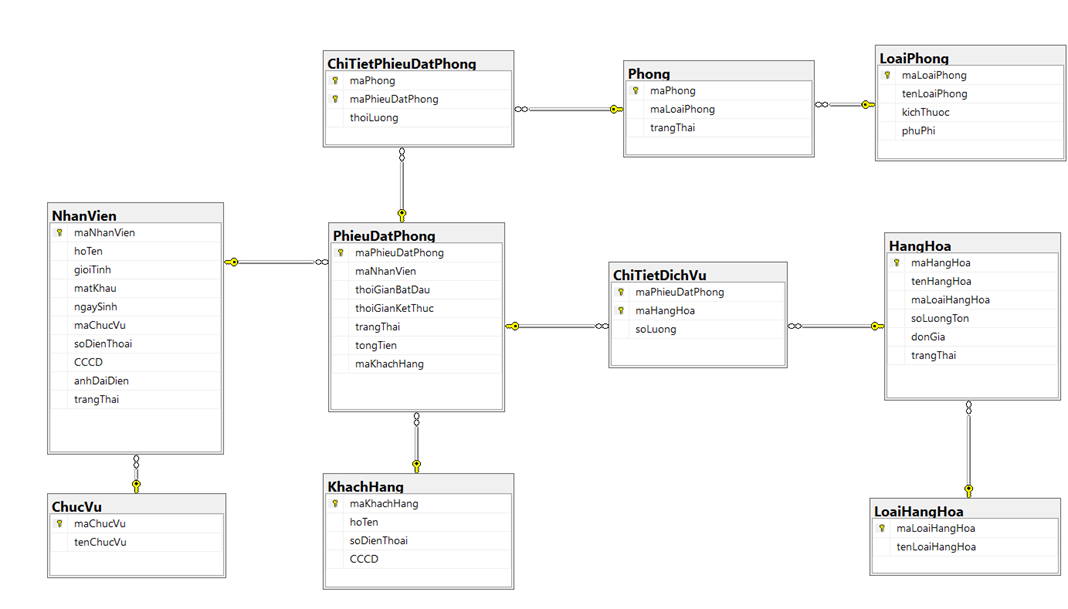 ChiTietPhieuDatPhong
maPhong
maPhieuDatPhong
thoiLuong
Phong
maPhong
maLoaiPhong
trangThai
LoaiPhong
maLoaiPhong
tenLoaiPhong
kichThuoc
phuPhi
NhanVien
maNhanVien
hoTen
gioiTinh
matKhau
ngaySinh
maChucVu
soDienThoai
CCCD
anhDaiDien
trangThai
PhieuDatPhong
maPhieuDatPhong
maNhanVien
thoiGianBatDau
thoiGianKetThuc
trangThai
tongTien
maKhachHang
ChiTietDichVu
maPhieuDatPhong
maHangHoa
soLuong
HangHoa
maHangHoa
tenHangHoa
maLoaiHangHoa
soLuongTon
donGia
trangThai
ChucVu
maChucVu
tenChucVu
KhachHang
maKhachHang
hoTen
soDienThoai
CCCD
LoaiHangHoa
maLoaiHangHoa
tenLoaiHangHoa